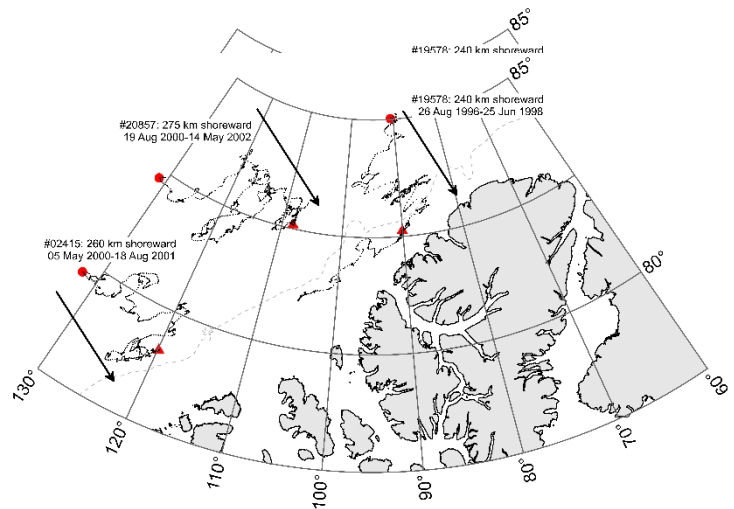 85°
#19578: 240 km shoreward
85°
#19578: 240 km shoreward
26 Aug 1996-25 Jun 1998
#20857: 275 km shoreward
19 Aug 2000-14 May 2002
#02415: 260 km shoreward
05 May 2000-18 Aug 2001
80°
130°
120°
110°
100°
90°
80°
70°
60